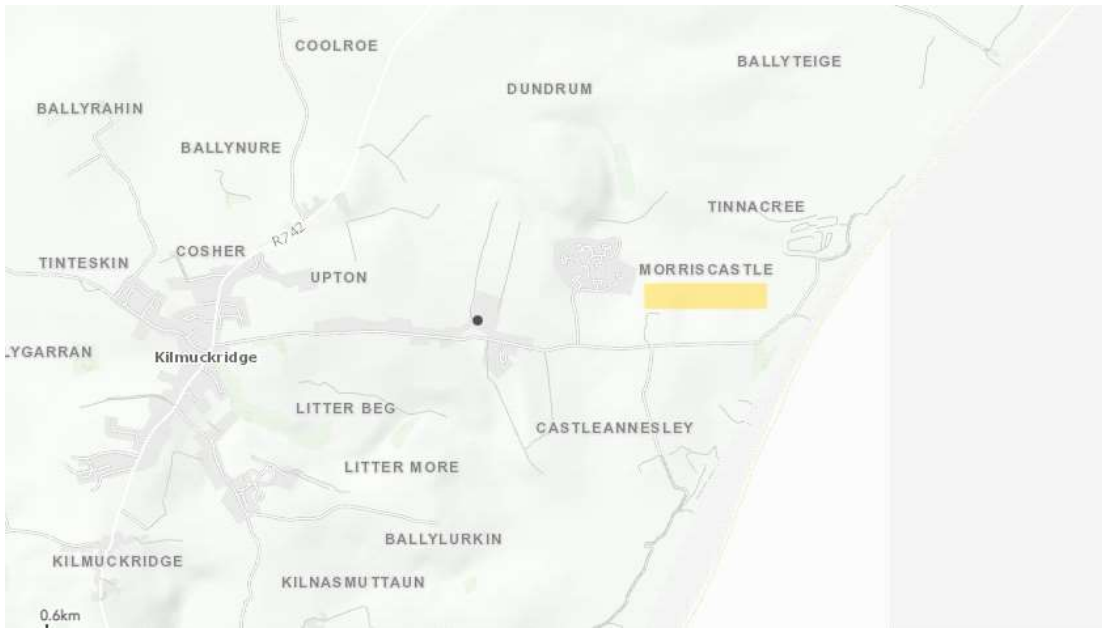 COOLROE
BALLYTEIGE
DUNDRUM
BALLYRAHIN
BALLYNURE
TINNACREE
R742
COSHER
TINTESKIN
MORRISCASTLE
UPTON
LYGARRAN
Kilmuckridge
LITTER BEG
CASTLEANNESLEY
LITTER MORE
BALLYLURKIN
KILMUCKRIDGE
KILNASMUTTAUN
0.6km